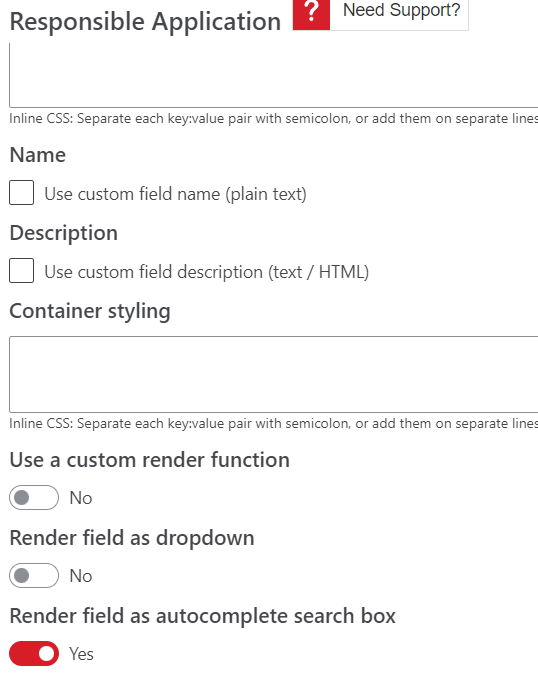 Responsible Application
? Need Support?
Inline CSS: Separate each key:value pair with semicolon, or add them on separate lines
Name
Use custom field name (plain text)
Description
Use custom field description (text / HTML)
Container styling
Inline CSS: Separate each key:value pair with semicolon, or add them on separate lines
Use a custom render function
No
Render field as dropdown
No
Render field as autocomplete search box
Yes